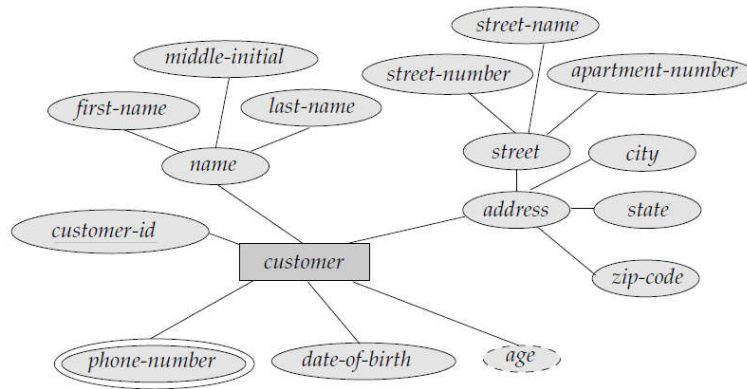 street-name
middle-initial
street-number
apartment-number
first-name
last-name
street
city
name
address
state
customer-id
customer
zip-code
phone-number
date-of-birth
age